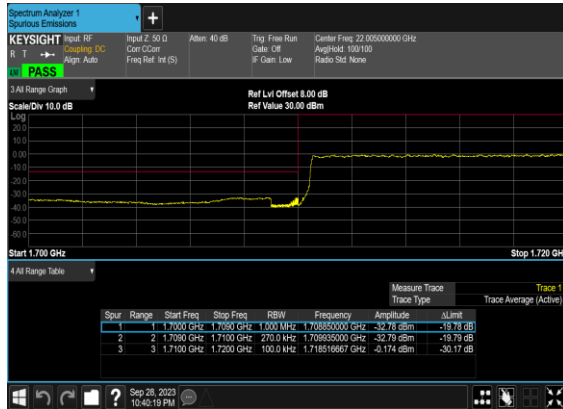 Spectrum Analyzer 1
Spurious Emissions
KEYSIGHT
R T
PASS
Input: RF
Coupling: DC
Align: Auto
Input Z: 50 Ω
Corr CCorr
Freq Ref: Int (S)
Atten: 40 dB
Trig: Free Run
Gate: Off
IF Gain: Low
Center Freq: 22.005000000 GHz
Avg|Hold: 100/100
Radio Std: None
3 All Range Graph
Scale/Div 10.0 dB
Ref Lvl Offset 8.00 dB
Ref Value 30.00 dBm
Log
20.0
10.0
0.00
-10.0
-20.0
-30.0
-40.0
-50.0
-60.0
Start 1.700 GHz
Stop 1.720 GH
4 All Range Table
Measure Trace Trace 1
Trace Type Trace Average (Active)
Spur Range Start Freq Stop Freq RBW Frequency Amplitude ΔLimit
1 1 1.7000 GHz 1.7090 GHz 1.000 MHz 1.708850000 GHz -32.78 dBm -19.78 dB
2 2 1.7090 GHz 1.7100 GHz 270.0 kHz 1.709935000 GHz -32.79 dBm -19.79 dB
3 3 1.7100 GHz 1.7200 GHz 100.0 kHz 1.718516667 GHz -0.174 dBm -30.17 dB
Sep 28, 2023
10:40:19 PM